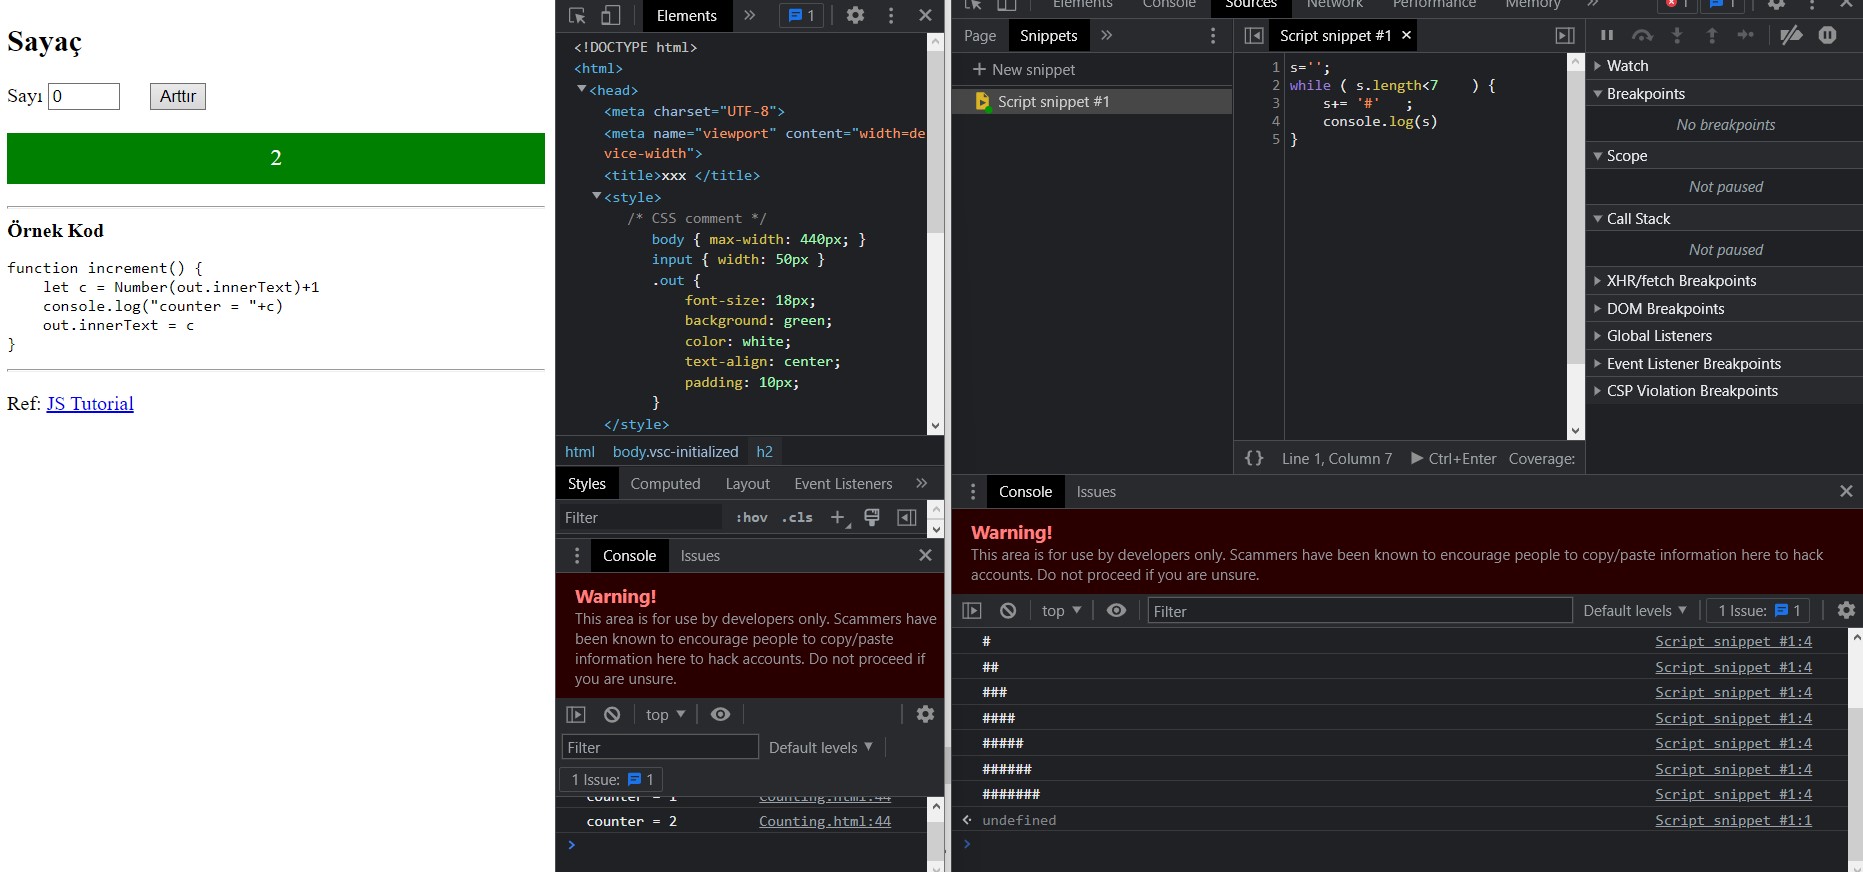 Sayaç
Sayı 0 Arttır
2
Örnek Kod
function increment() {
let c = Number(out.innerText)+1
console.log("counter = "+c)
out.innerText = c
}
Ref: JS Tutorial
Elements » 1
<!DOCTYPE html>
<html>
<head>
<meta charset="UTF-8">
<meta name="viewport" content="width=de
vice-width">
<title>xxx </title>
<style>
/* CSS comment */
body { max-width: 440px; }
input { width: 50px }
.out {
font-size: 18px;
background: green;
color: white;
text-align: center;
padding: 10px;
}
</style>
html body.vsc-initialized h2
Styles Computed Layout Event Listeners »
Filter :hov .cls +
Console Issues
Warning!
This area is for use by developers only. Scammers have
been known to encourage people to copy/paste
information here to hack accounts. Do not proceed if
you are unsure.
top
Filter Default levels
1 Issue: 1
counter = 1 Counting.html:44
counter = 2 Counting.html:44
>
Elements Console Sources Network Performance Memory » 1 1
Page Snippets »
+ New snippet
Script snippet #1
Script snippet #1 ×
1 s='';
2 while ( s.length<7 ) {
3 s+= '#' ;
4 console.log(s)
5 }
{} Line 1, Column 7 Ctrl+Enter Coverage:
Watch
Breakpoints
No breakpoints
Scope
Not paused
Call Stack
Not paused
XHR/fetch Breakpoints
DOM Breakpoints
Global Listeners
Event Listener Breakpoints
CSP Violation Breakpoints
Console Issues
Warning!
This area is for use by developers only. Scammers have been known to encourage people to copy/paste information here to hack
accounts. Do not proceed if you are unsure.
top Filter Default levels 1 Issue: 1
# Script snippet #1:4
## Script snippet #1:4
### Script snippet #1:4
#### Script snippet #1:4
##### Script snippet #1:4
###### Script snippet #1:4
####### Script snippet #1:4
undefined Script snippet #1:1
>